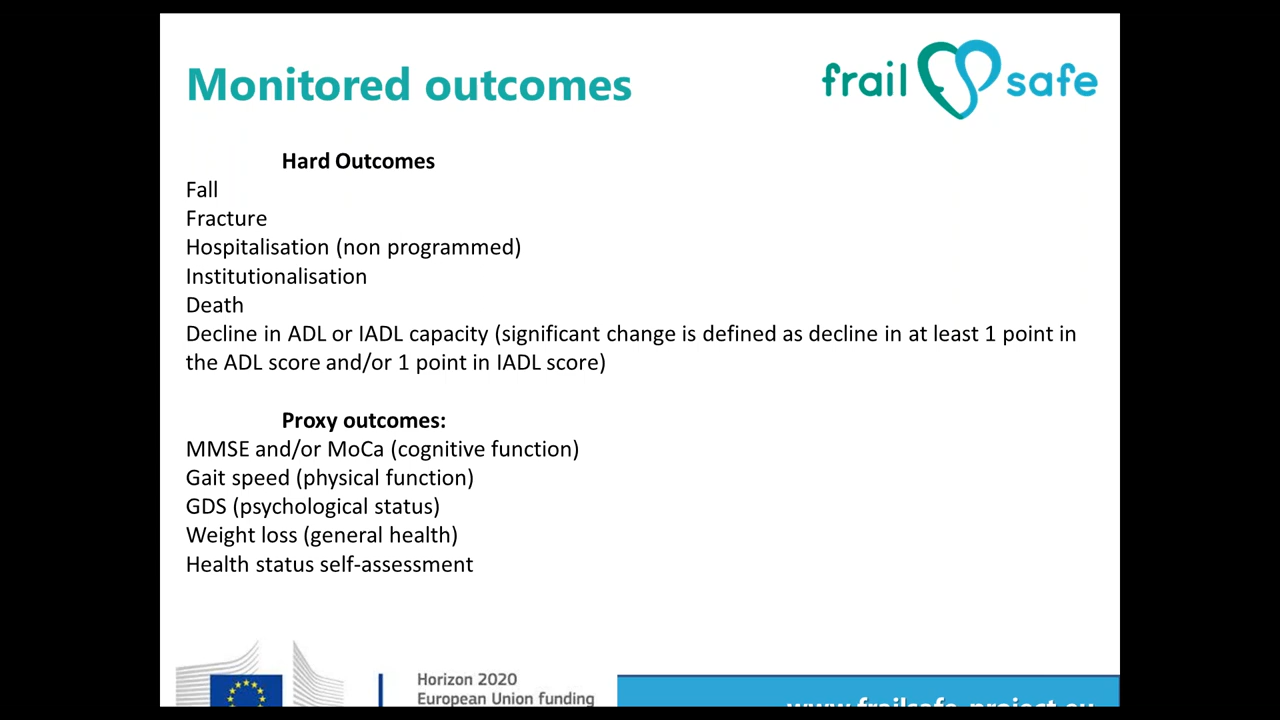 Monitored outcomes
frail safe
Hard Outcomes
Fall
Fracture
Hospitalisation (non programmed)
Institutionalisation
Death
Decline in ADL or IADL capacity (significant change is defined as decline in at least 1 point in
the ADL score and/or 1 point in IADL score)
Proxy outcomes:
MMSE and/or MoCa (cognitive function)
Gait speed (physical function)
GDS (psychological status)
Weight loss (general health)
Health status self-assessment
Horizon 2020
European Union funding
www.frailsafe-project.eu